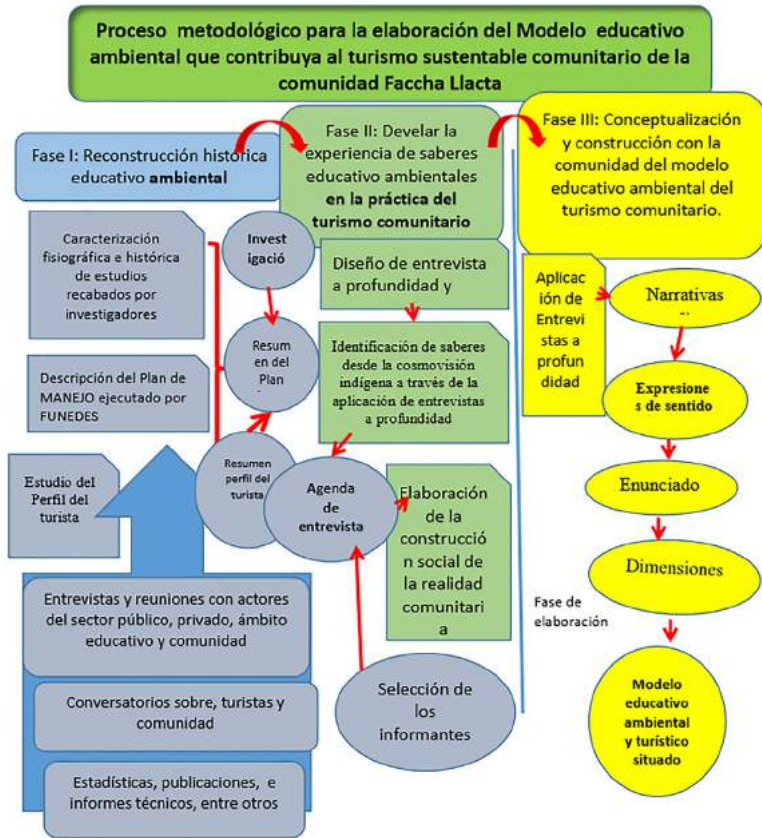 Proceso metodológico para la elaboración del Modelo educativo
ambiental que contribuya al turismo sustentable comunitario de la
comunidad Faccha Llacta
Fase I: Reconstrucción histórica
educativo ambiental
Fase II: Develar la
experiencia de saberes
educativo ambientales
en la práctica del
turismo comunitario
Fase III: Conceptualización
y construcción con la
comunidad del modelo
educativo ambiental del
turismo comunitario.
Caracterización
fisiográfica e histórica
de estudios
recabados por
investigadores
Descripción del Plan de
MANEJO ejecutado por
FUNEDES
Estudio del
Perfil del
turista
Entrevistas y reuniones con actores
del sector público, privado, ámbito
educativo y comunidad
Conversatorios sobre, turistas y
comunidad
Estadísticas, publicaciones, e
informes técnicos, entre otros
Invest
igació
Resum
en del
Plan
Resumen
perfil del
turista
Diseño de entrevista
a profundidad y
Identificación de saberes
desde la cosmovisión
indígena a través de la
aplicación de entrevistas
a profundidad
Agenda
de
entrevista
Elaboración
de la
construcció
n social de
la realidad
comunitari
a
Selección de
los
informantes
Fase de
elaboración
Aplicaci
ón de
Entrevi
stas a
profun
didad
Narrativas
Expresione
s de sentido
Enunciado
Dimensiones
Modelo
educativo
ambiental
y turístico
situado